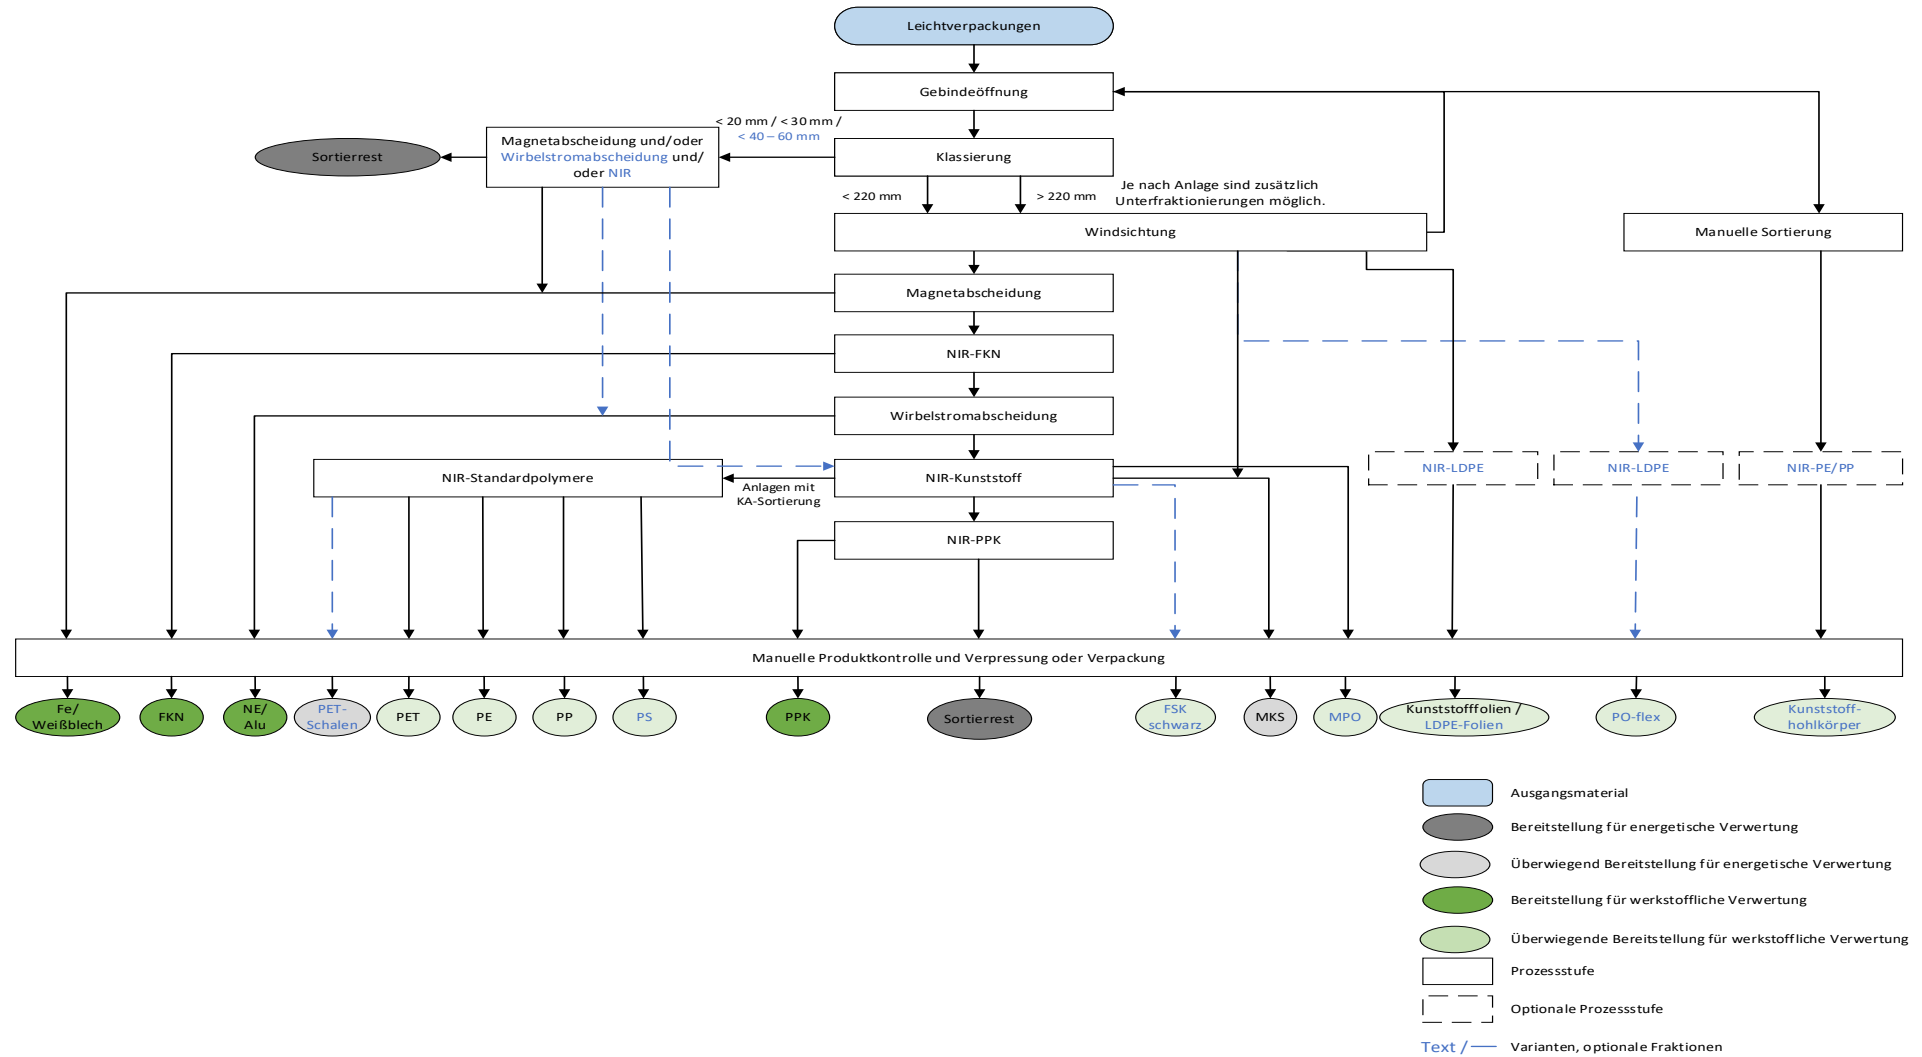 Leichtverpackungen
Gebindeöffnung
< 20 mm / < 30 mm /
< 40 – 60 mm
Magnetabscheidung und/oder
Wirbelstromabscheidung und/
oder NIR
Sortierrest
Klassierung
< 220 mm
> 220 mm
Je nach Anlage sind zusätzlich
Unterfraktionierungen möglich.
Windsichtung
Manuelle Sortierung
Magnetabscheidung
NIR-FKN
Wirbelstromabscheidung
NIR-Standardpolymere
Anlagen mit
KA-Sortierung
NIR-Kunststoff
NIR-LDPE
NIR-LDPE
NIR-PE/PP
NIR-PPK
Manuelle Produktkontrolle und Verpressung oder Verpackung
Fe/
Weißblech
FKN
NE/
Alu
PET-
Schalen
PET
PE
PP
PS
PPK
Sortierrest
FSK
schwarz
MKS
MPO
Kunststofffolien /
LDPE-Folien
PO-flex
Kunststoff-
hohlkörper
Ausgangsmaterial
Bereitstellung für energetische Verwertung
Überwiegend Bereitstellung für energetische Verwertung
Bereitstellung für werkstoffliche Verwertung
Überwiegende Bereitstellung für werkstoffliche Verwertung
Prozessstufe
Optionale Prozessstufe
Text / Varianten, optionale Fraktionen